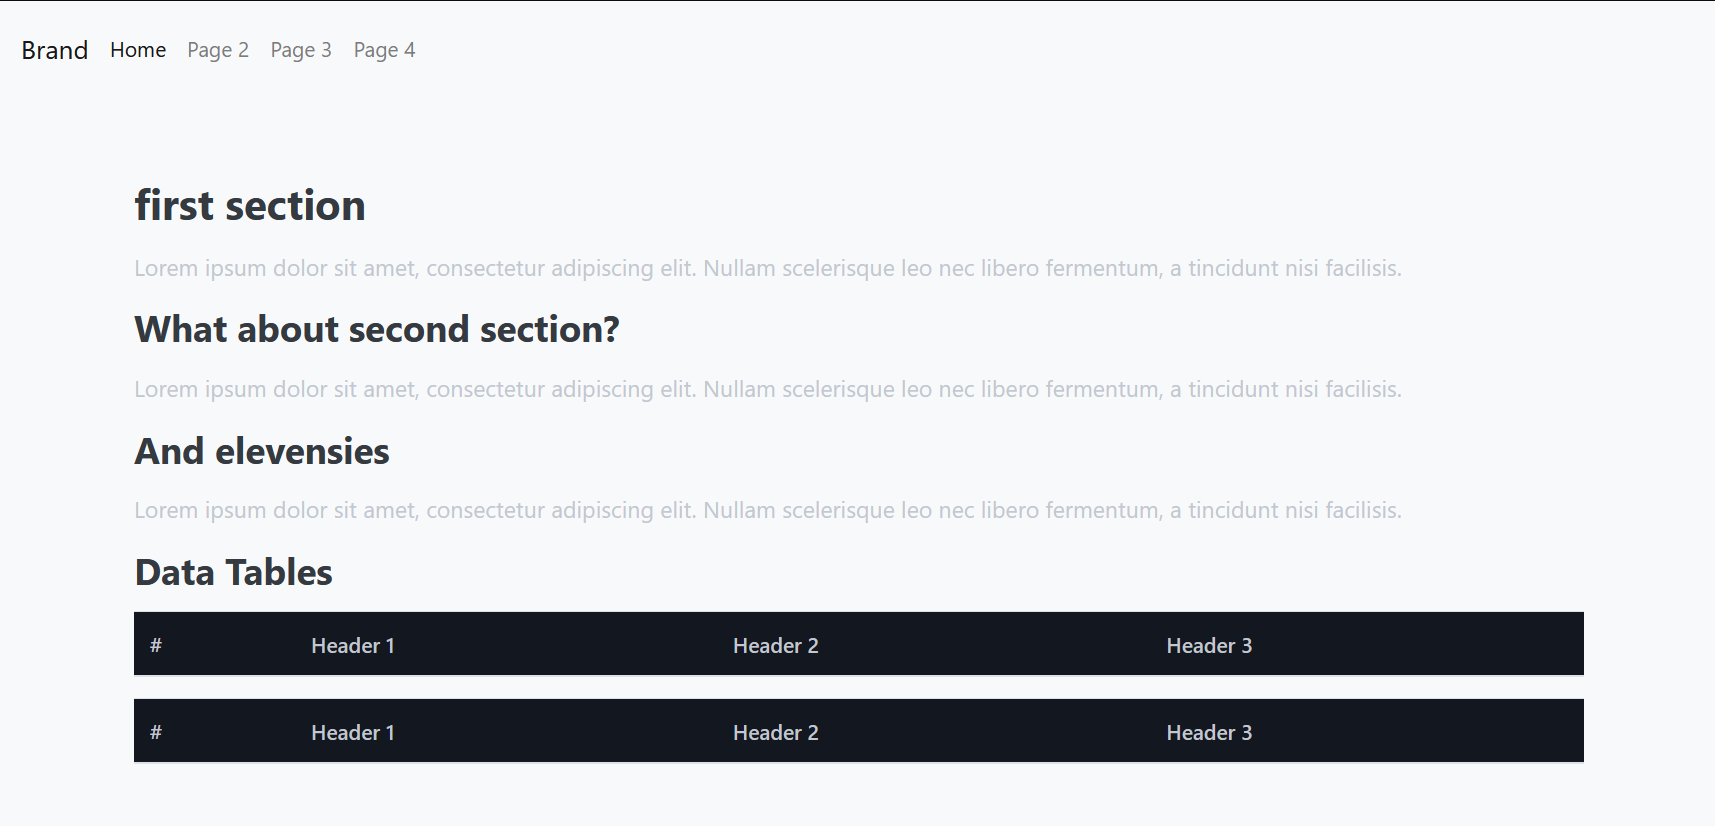 Brand Home Page 2 Page 3 Page 4
first section
Lorem ipsum dolor sit amet, consectetur adipiscing elit. Nullam scelerisque leo nec libero fermentum, a tincidunt nisi facilisis.
What about second section?
Lorem ipsum dolor sit amet, consectetur adipiscing elit. Nullam scelerisque leo nec libero fermentum, a tincidunt nisi facilisis.
And elevensies
Lorem ipsum dolor sit amet, consectetur adipiscing elit. Nullam scelerisque leo nec libero fermentum, a tincidunt nisi facilisis.
Data Tables
# Header 1 Header 2 Header 3
# Header 1 Header 2 Header 3